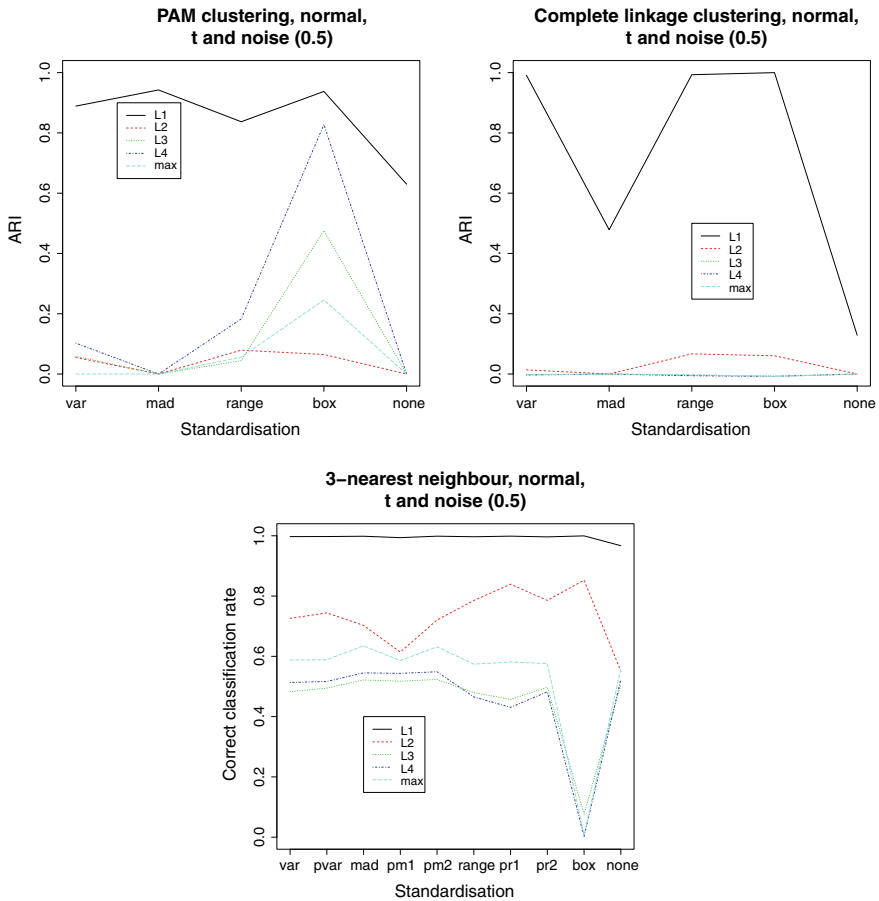 PAM clustering, normal,
t and noise (0.5)
1.0
0.8
0.6
0.4
0.2
0.0
ARI
L1
L2
L3
L4
max
var mad range box none
Standardisation
Complete linkage clustering, normal,
t and noise (0.5)
1.0
0.8
0.6
0.4
0.2
0.0
ARI
L1
L2
L3
L4
max
var mad range box none
Standardisation
3−nearest neighbour, normal,
t and noise (0.5)
1.0
0.8
0.6
0.4
0.2
0.0
Correct classification rate
L1
L2
L3
L4
max
var pvar mad pm1 pm2 range pr1 pr2 box none
Standardisation